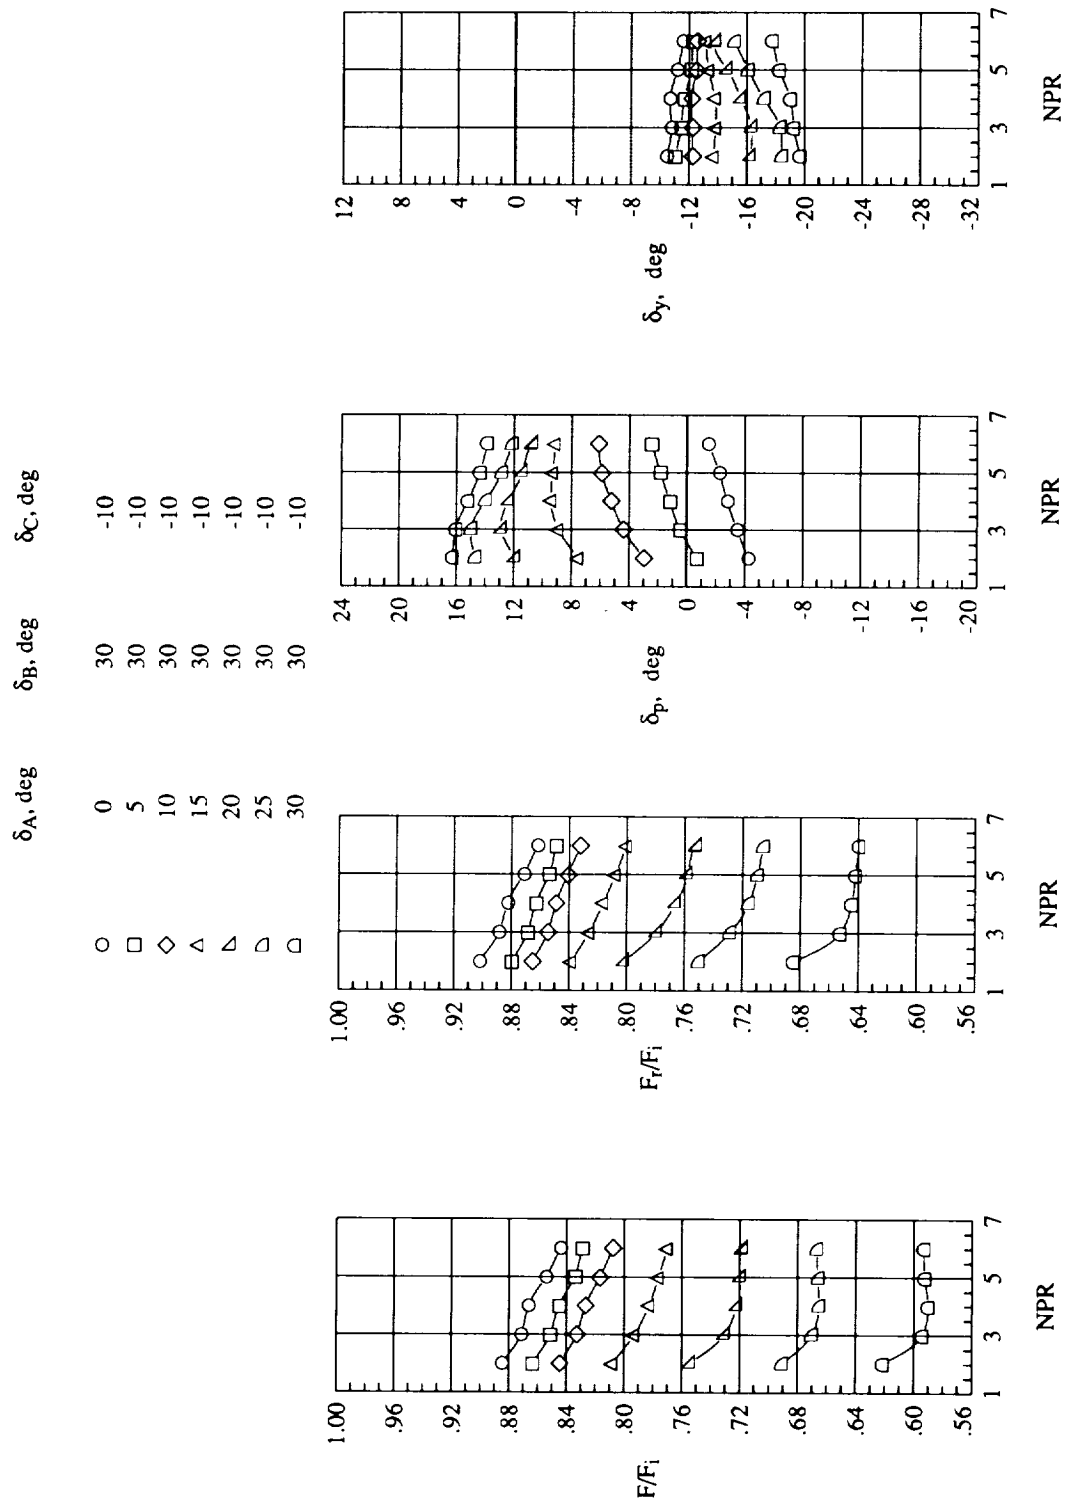 δA, deg δB, deg δC, deg
0 30 -10
5 30 -10
10 30 -10
15 30 -10
20 30 -10
25 30 -10
30 30 -10
F/Fi
1.00
.96
.92
.88
.84
.80
.76
.72
.68
.60
.56
1 3 5 7
NPR
Fr/Fi
1.00
.96
.92
.88
.84
.80
.76
.72
.68
.60
.56
1 3 5 7
NPR
δp, deg
24
20
16
12
8
4
0
-4
-8
-12
-16
-20
1 3 5 7
NPR
δy, deg
12
8
4
0
-4
-8
-12
-16
-20
-24
-28
-32
1 3 5 7
NPR